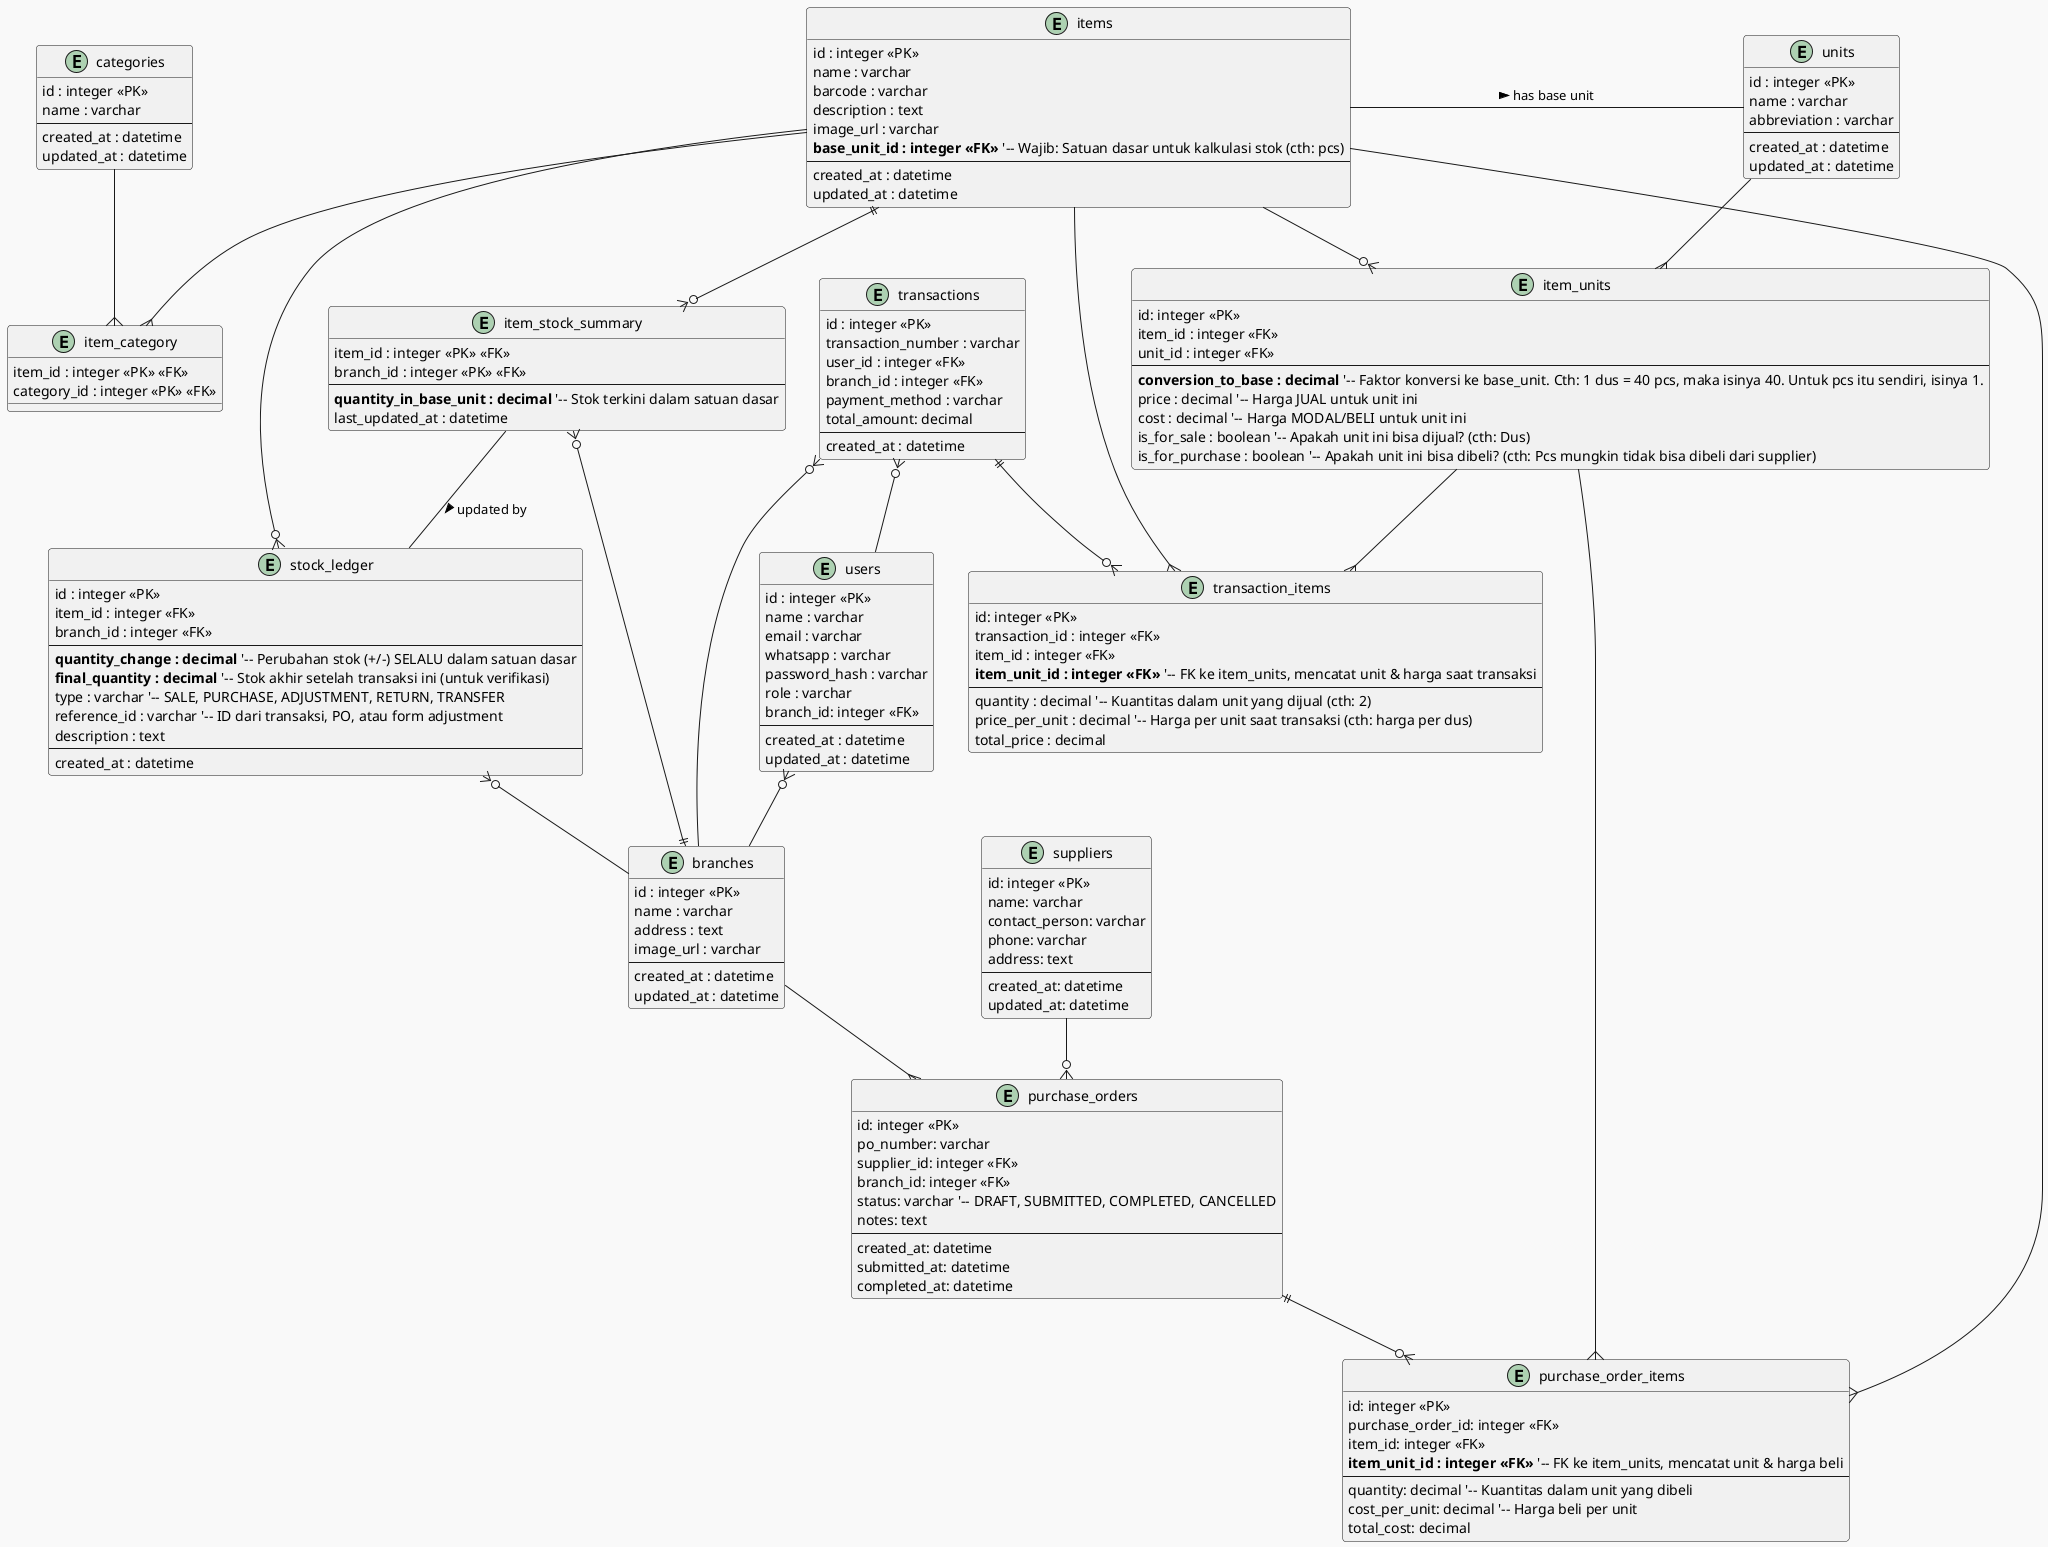 items
id : integer «PK»
name : varchar
barcode : varchar
description : text
image_url : varchar
base_unit_id : integer «FK» '-- Wajib: Satuan dasar untuk kalkulasi stok (cth: pcs)
created_at : datetime
updated_at : datetime
categories
id : integer «PK»
name : varchar
created_at : datetime
updated_at : datetime
units
id : integer «PK»
name : varchar
abbreviation : varchar
created_at : datetime
updated_at : datetime
has base unit
item_category
item_id : integer «PK» «FK»
category_id : integer «PK» «FK»
item_stock_summary
item_id : integer «PK» «FK»
branch_id : integer «PK» «FK»
quantity_in_base_unit : decimal '-- Stok terkini dalam satuan dasar
last_updated_at : datetime
transactions
id : integer «PK»
transaction_number : varchar
user_id : integer «FK»
branch_id : integer «FK»
payment_method : varchar
total_amount: decimal
created_at : datetime
item_units
id: integer «PK»
item_id : integer «FK»
unit_id : integer «FK»
conversion_to_base : decimal '-- Faktor konversi ke base_unit. Cth: 1 dus = 40 pcs, maka isinya 40. Untuk pcs itu sendiri, isinya 1.
price : decimal '-- Harga JUAL untuk unit ini
cost : decimal '-- Harga MODAL/BELI untuk unit ini
is_for_sale : boolean '-- Apakah unit ini bisa dijual? (cth: Dus)
is_for_purchase : boolean '-- Apakah unit ini bisa dibeli? (cth: Pcs mungkin tidak bisa dibeli dari supplier)
updated by
stock_ledger
id : integer «PK»
item_id : integer «FK»
branch_id : integer «FK»
quantity_change : decimal '-- Perubahan stok (+/-) SELALU dalam satuan dasar
final_quantity : decimal '-- Stok akhir setelah transaksi ini (untuk verifikasi)
type : varchar '-- SALE, PURCHASE, ADJUSTMENT, RETURN, TRANSFER
reference_id : varchar '-- ID dari transaksi, PO, atau form adjustment
description : text
created_at : datetime
users
id : integer «PK»
name : varchar
email : varchar
whatsapp : varchar
password_hash : varchar
role : varchar
branch_id: integer «FK»
created_at : datetime
updated_at : datetime
transaction_items
id: integer «PK»
transaction_id : integer «FK»
item_id : integer «FK»
item_unit_id : integer «FK» '-- FK ke item_units, mencatat unit & harga saat transaksi
quantity : decimal '-- Kuantitas dalam unit yang dijual (cth: 2)
price_per_unit : decimal '-- Harga per unit saat transaksi (cth: harga per dus)
total_price : decimal
branches
id : integer «PK»
name : varchar
address : text
image_url : varchar
created_at : datetime
updated_at : datetime
suppliers
id: integer «PK»
name: varchar
contact_person: varchar
phone: varchar
address: text
created_at: datetime
updated_at: datetime
purchase_orders
id: integer «PK»
po_number: varchar
supplier_id: integer «FK»
branch_id: integer «FK»
status: varchar '-- DRAFT, SUBMITTED, COMPLETED, CANCELLED
notes: text
created_at: datetime
submitted_at: datetime
completed_at: datetime
purchase_order_items
id: integer «PK»
purchase_order_id: integer «FK»
item_id: integer «FK»
item_unit_id : integer «FK» '-- FK ke item_units, mencatat unit & harga beli
quantity: decimal '-- Kuantitas dalam unit yang dibeli
cost_per_unit: decimal '-- Harga beli per unit
total_cost: decimal